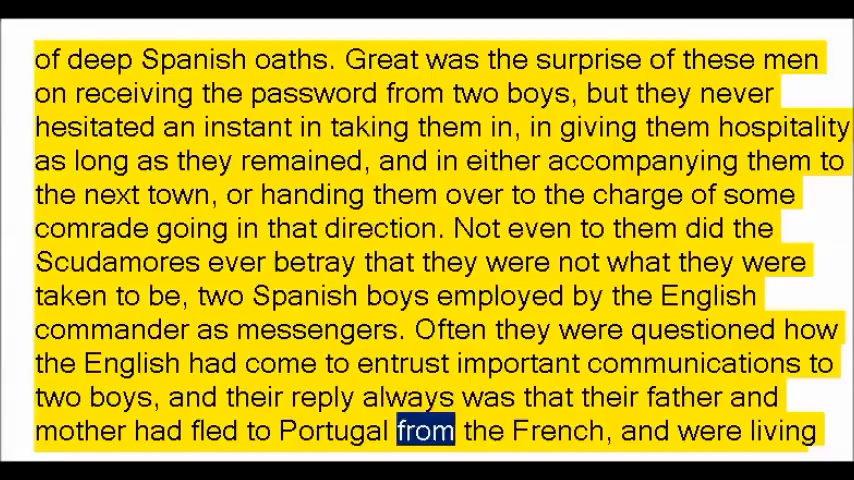 of deep Spanish oaths. Great was the surprise of these men
on receiving the password from two boys, but they never
hesitated an instant in taking them in, in giving them hospitality
as long as they remained, and in either accompanying them to
the next town, or handing them over to the charge of some
comrade going in that direction. Not even to them did the
Scudamores ever betray that they were not what they were
taken to be, two Spanish boys employed by the English
commander as messengers. Often they were questioned how
the English had come to entrust important communications to
two boys, and their reply always was that their father and
mother had fled to Portugal from the French, and were living